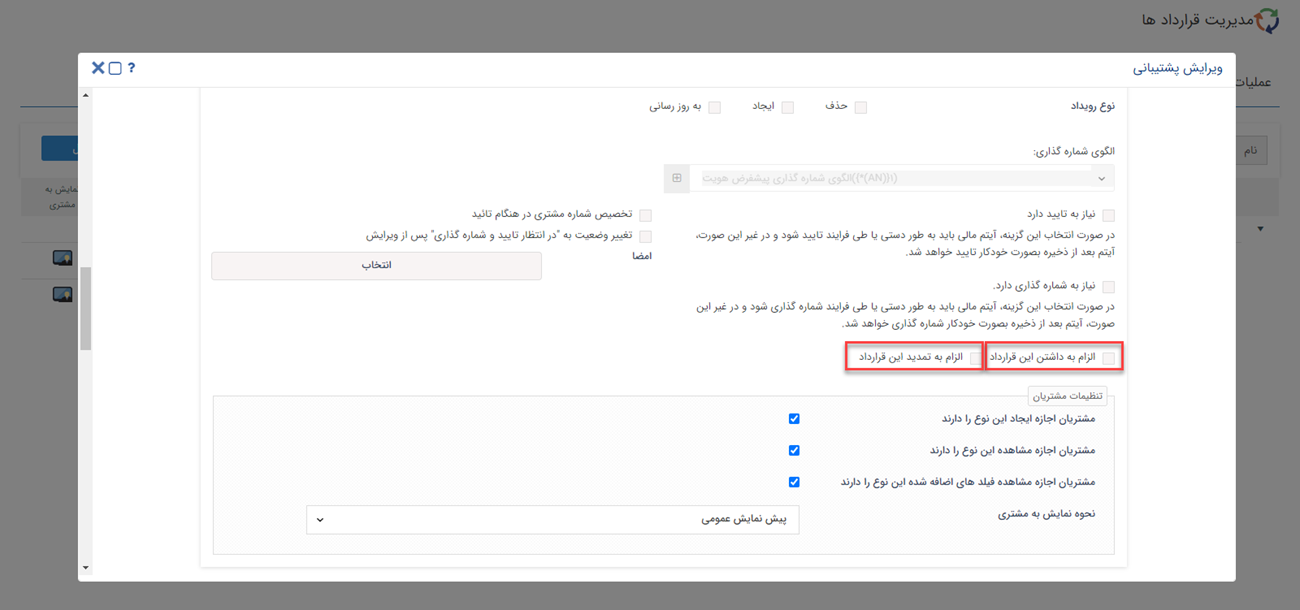 مدیریت قرارداد ها
عملیات
نام
نمایش به
مشتری
ویرایش پشتیبانی
?
نوع رویداد
حذف
ایجاد
به روز رسانی
الگوی شماره گذاری:
الگوی شماره گذاری پیشفرض هویت((*(AN))۱)
نیاز به تایید دارد
در صورت انتخاب این گزینه، آیتم مالی باید به طور دستی یا طی فرایند تایید شود و در غیر این صورت،
آیتم بعد از ذخیره بصورت خودکار تایید خواهد شد.
تخصیص شماره مشتری در هنگام تائید
تغییر وضعیت به "در انتظار تایید و شماره گذاری" پس از ویرایش
امضا
انتخاب
نیاز به شماره گذاری دارد.
در صورت انتخاب این گزینه، آیتم مالی باید به طور دستی یا طی فرایند شماره گذاری شود و در غیر این
صورت، آیتم بعد از ذخیره بصورت خودکار شماره گذاری خواهد شد.
الزام به داشتن این قرارداد
الزام به تمدید این قرارداد
تنظیمات مشتریان
مشتریان اجازه ایجاد این نوع را دارند
مشتریان اجازه مشاهده این نوع را دارند
مشتریان اجازه مشاهده فیلد های اضافه شده این نوع را دارند
نحوه نمایش به مشتری
پیش نمایش عمومی